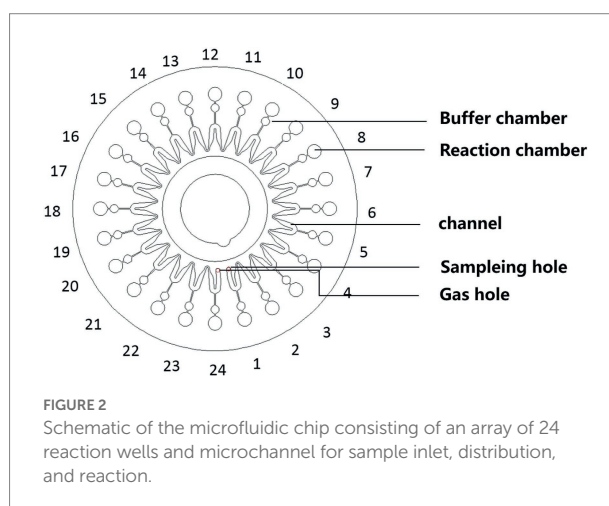 12
13
11
14
10
15
9
Buffer chamber
16
8
Reaction chamber
17
7
18
6
channel
19
5
Sampleing hole
20
4
Gas hole
21
3
22
2
23
1
24
FIGURE 2
Schematic of the microfluidic chip consisting of an array of 24
reaction wells and microchannel for sample inlet, distribution,
and reaction.